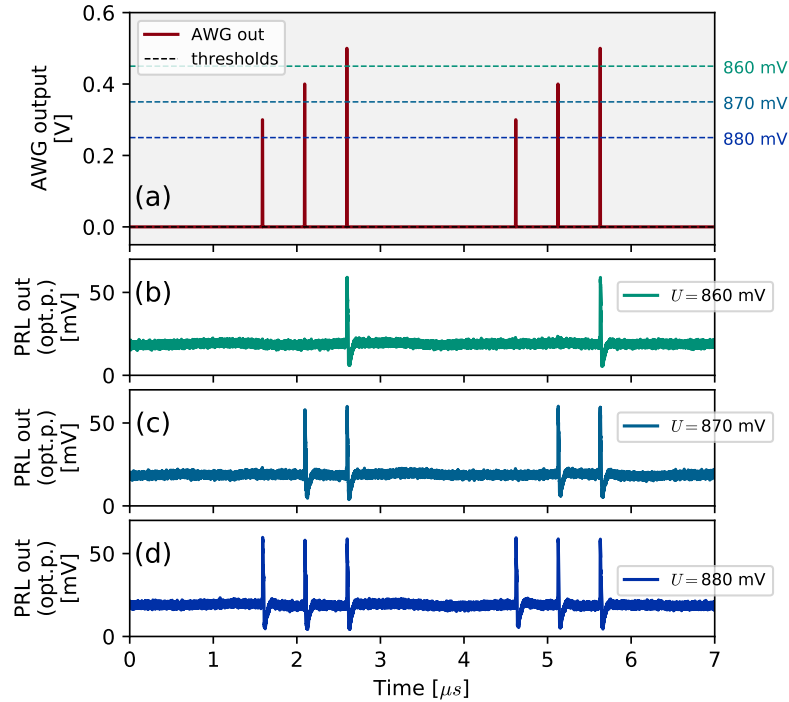 0.6
0.4
0.2
0.0
AWG output
[V]
AWG out
thresholds
860 mV
870 mV
880 mV
(a)
50
0
PRL out
(opt.p.)
[mV]
(b)
U = 860 mV
50
0
PRL out
(opt.p.)
[mV]
(c)
U = 870 mV
50
0
PRL out
(opt.p.)
[mV]
(d)
U = 880 mV
0 1 2 3 4 5 6 7
Time [μs]